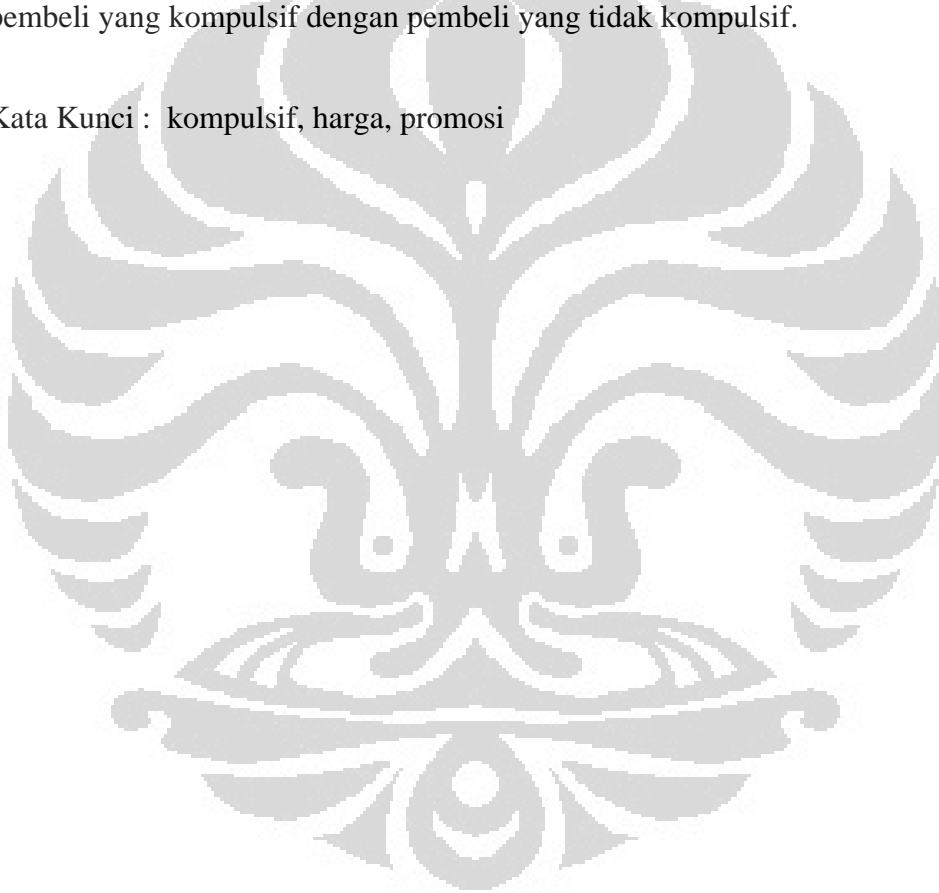 pembeli yang kompulsif dengan pembeli yang tidak kompulsif.
Kata Kunci : kompulsif, harga, promosi